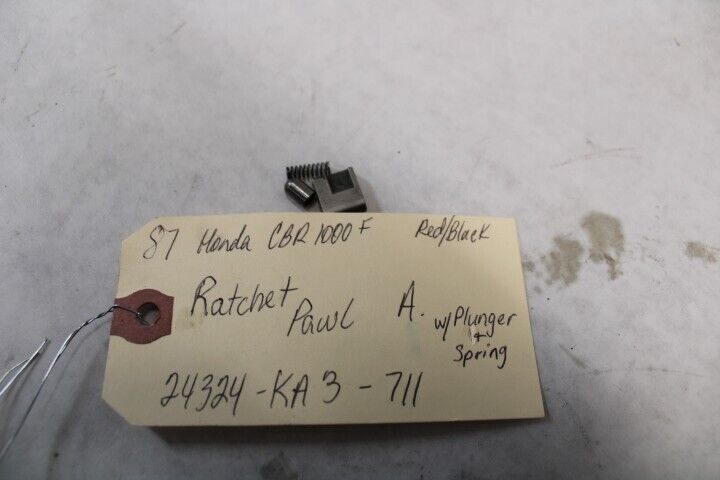 87 Honda CBR 1000 F Red/Black
Ratchet Pawl A. w/Plunger
+
Spring
24324-KA3-711